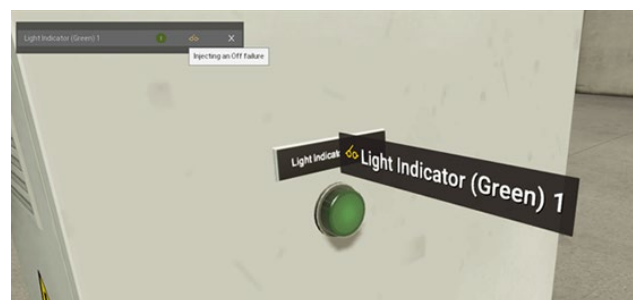 Light Indicator (Green) 1
X
Injecting an Off failure
Light Indicat
Light Indicator (Green) 1